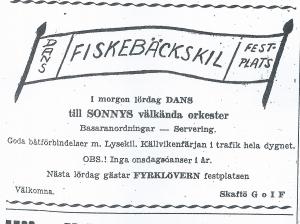 DANS
FISKEBÄCKSKIL
FEST-
PLATS
I morgon lördag DANS
till SONNYS välkända orkester
Basaranordningar — Servering.
Goda båtförbindelser m. Lysekil. Källvikenfärjan i trafik hela dygnet.
OBS.! Inga onsdagsdanser i år.
Nästa lördag gästar FYRKLÖVERN festplatsen
Välkomna.
Skaftö G o I F